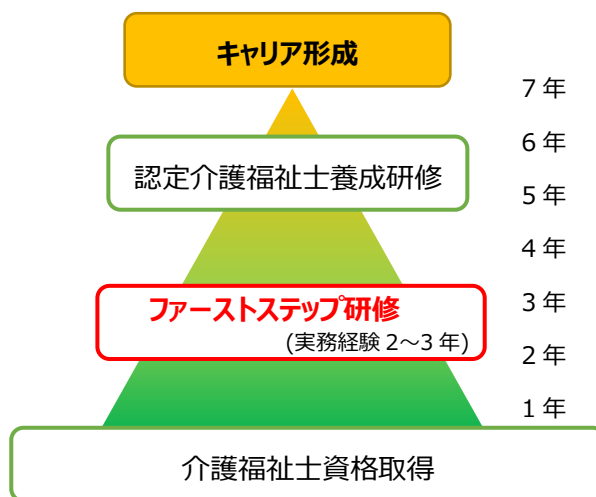 キャリア形成
7 年
6 年
認定介護福祉士養成研修
5 年
4 年
ファーストステップ研修
3 年
(実務経験 2～3 年)
2 年
1 年
介護福祉士資格取得